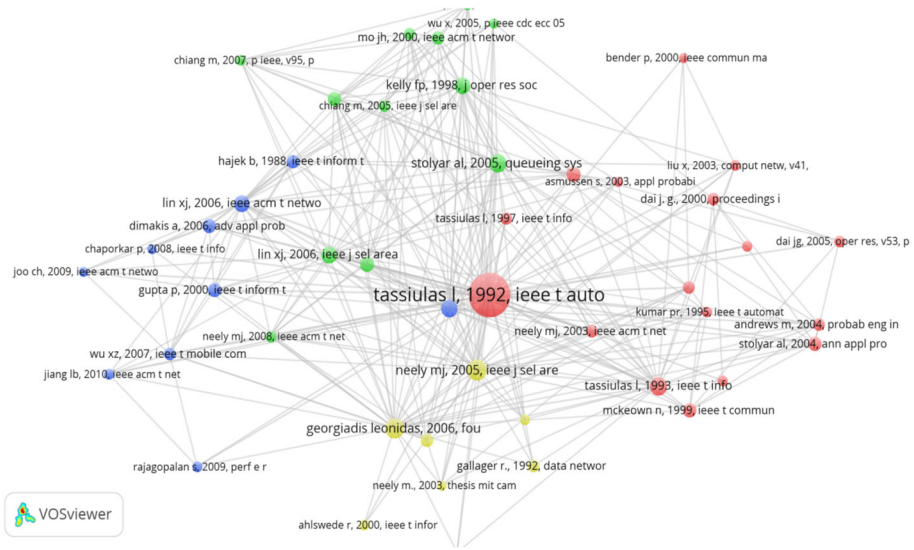 wu x, 2005, p ieee cdc ecc 05
mo jh, 2000, ieee acm t networ
chiang m, 2007, p ieee, v95, p
bender p, 2000, ieee commun ma
kelly fp, 1998, j oper res soc
chiang m, 2005, ieee j sel are
hajek b, 1988, ieee t inform t
stolyar al, 2005, queueing sys
liu x, 2003, comput netw, v41,
asmussen s, 2003, appl probabi
lin xj, 2006, ieee acm t netwo
dai j. g., 2000, proceedings i
tassiulas l, 1997, ieee t info
dimakis a, 2006, adv appl prob
dai jg, 2005, oper res, v53, p
chaporkar p, 2008, ieee t info
lin xj, 2006, ieee j sel area
joo ch, 2009, ieee acm t netwo
gupta p, 2000, ieee t inform t
tassiulas l, 1992, ieee t auto
kumar pr, 1995, ieee t automat
andrews m, 2004, probab eng in
neely mj, 2003, ieee acm t net
neely mj, 2008, ieee acm t net
stolyar al, 2004, ann appl pro
wu xz, 2007, ieee t mobile com
neely mj, 2005, ieee j sel are
jiang lb, 2010, ieee acm t net
tassiulas l, 1993, ieee t info
mckeown n, 1999, ieee t commun
georgiadis leonidas, 2006, fou
rajagopalan s, 2009, perf e r
gallager r., 1992, data networ
neely m., 2003, thesis mit cam
ahlswede r, 2000, ieee t infor
VOSviewer